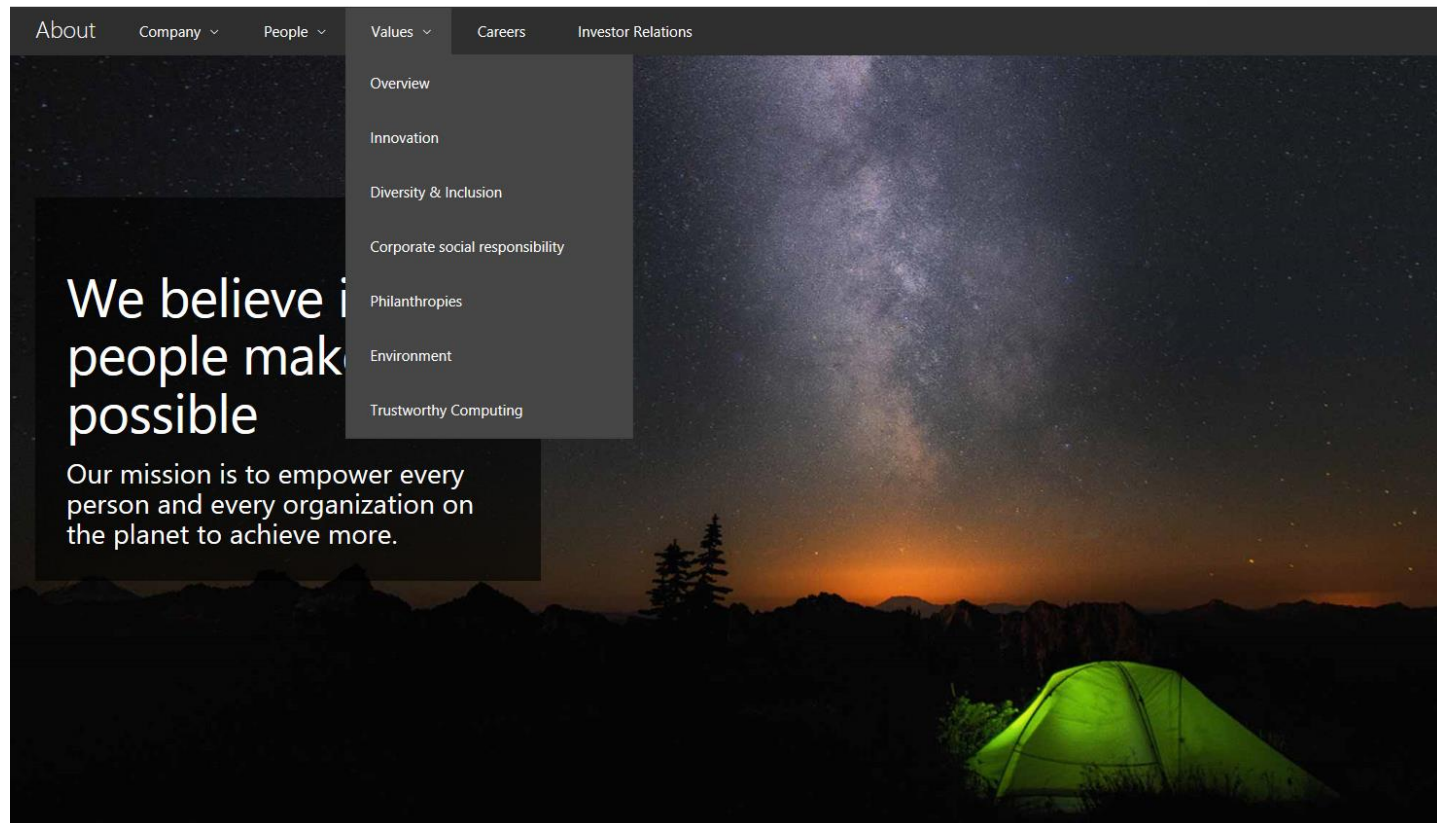 About Company People Values Careers Investor Relations
Overview
Innovation
Diversity & Inclusion
Corporate social responsibility
Philanthropies
Environment
Trustworthy Computing
We believe
people
possible
Our mission is to empower every
person and every organization on
the planet to achieve more.